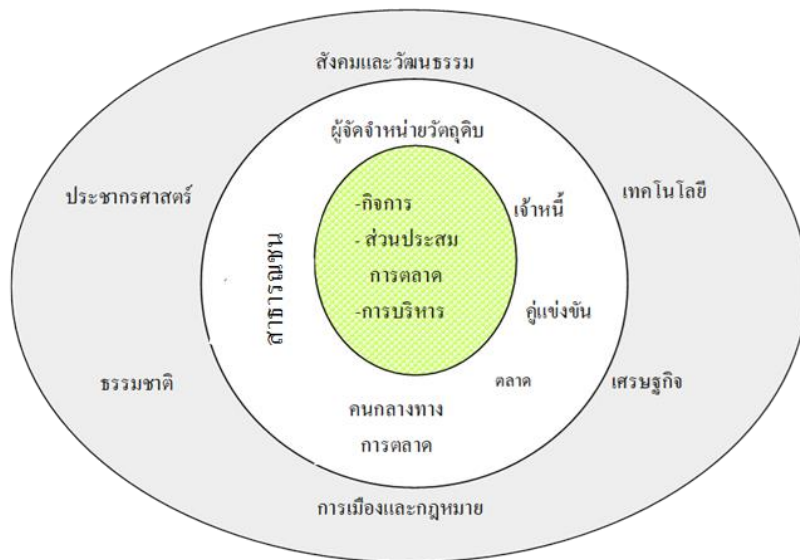 สังคมและวัฒนธรรม
ผู้จัดจำหน่ายวัตถุดิบ
ประชากรศาสตร์
เทคโนโลยี
-กิจการ
เจ้าหนี้
- ส่วนประสม
การตลาด
สาธารณชน
-การบริหาร
คู่แข่งขัน
ธรรมชาติ
ตลาด
เศรษฐกิจ
คนกลางทาง
การตลาด
การเมืองและกฎหมาย